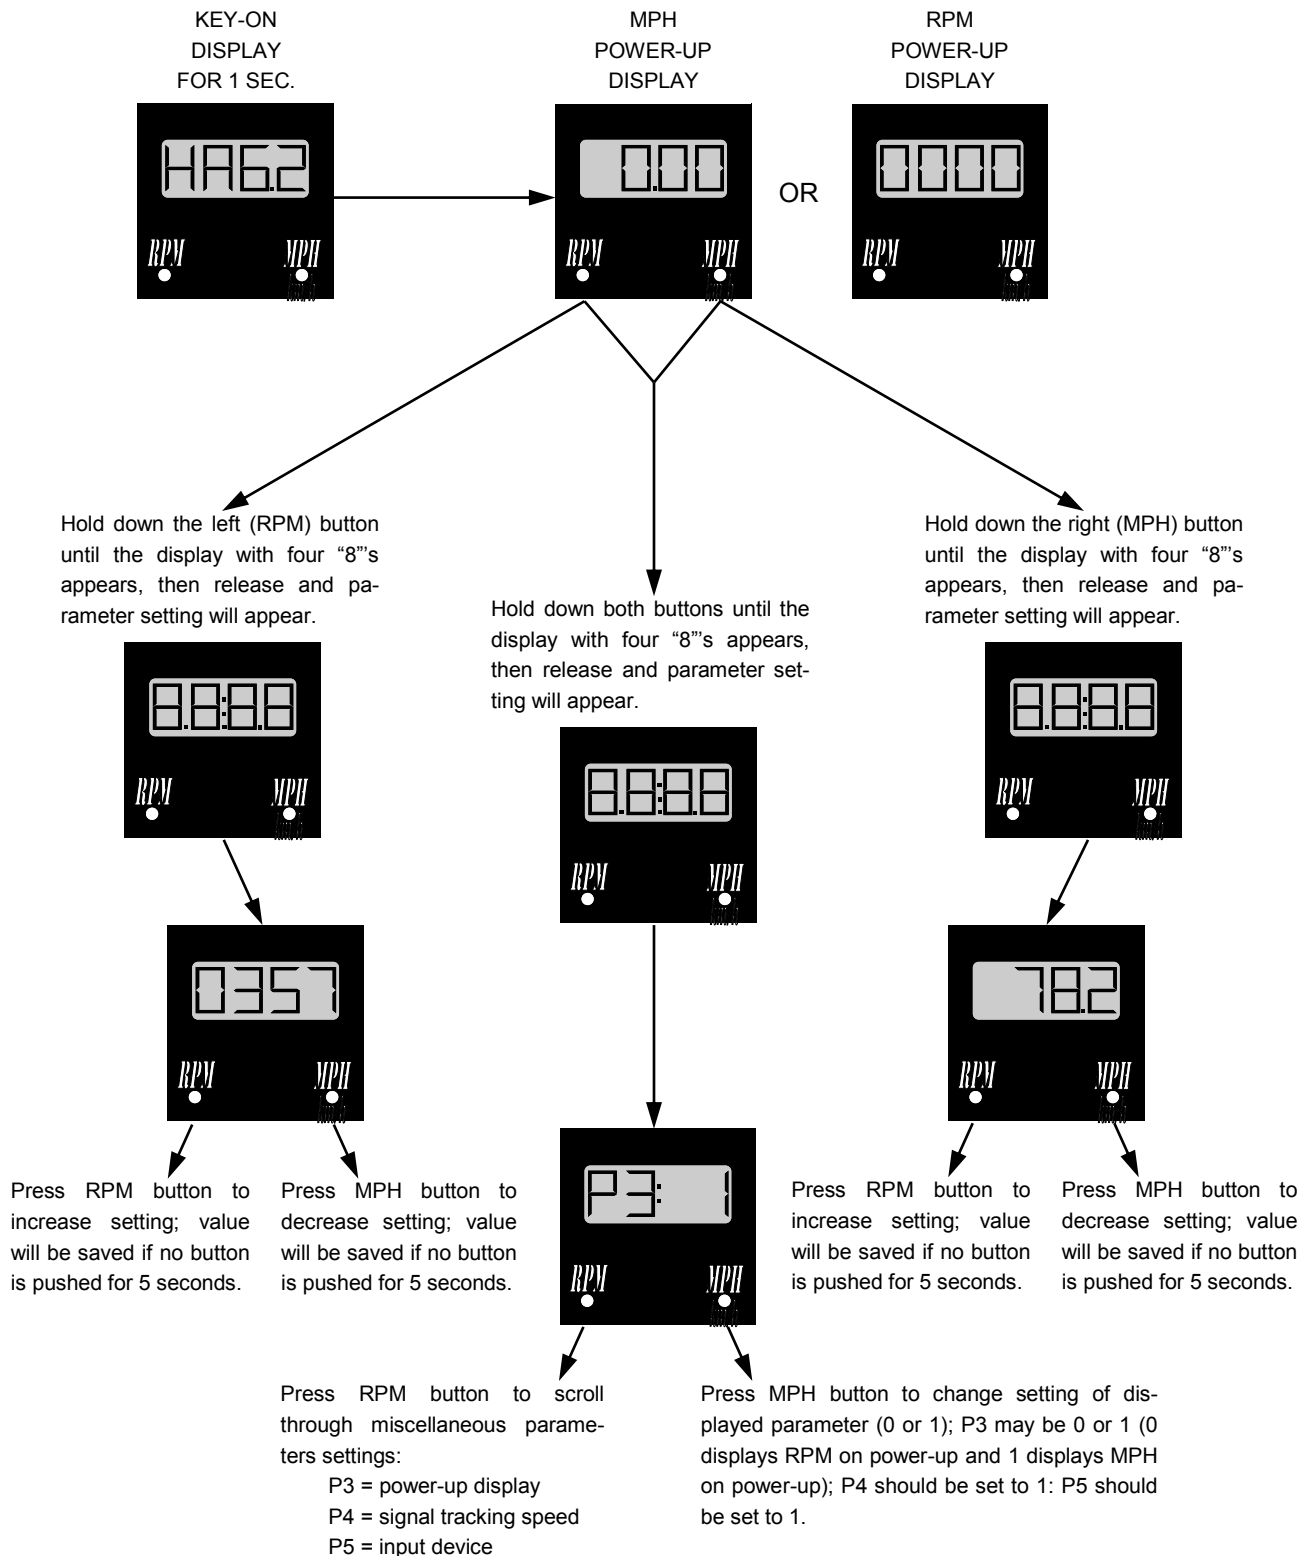 KEY-ON
DISPLAY
FOR 1 SEC.
MPH
POWER-UP
DISPLAY
RPM
POWER-UP
DISPLAY
HA6.2
RPM
MPH
0.00
RPM
MPH
OR
0000
RPM
MPH
Hold down the left (RPM) button
until the display with four “8”’s
appears, then release and pa-
rameter setting will appear.
Hold down both buttons until the
display with four “8”’s appears,
then release and parameter set-
ting will appear.
Hold down the right (MPH) button
until the display with four “8”’s
appears, then release and pa-
rameter setting will appear.
8.8:8.8
RPM
MPH
8.8:8.8
RPM
MPH
8.8:8.8
RPM
MPH
0357
RPM
MPH
78.2
RPM
MPH
P3: 1
RPM
MPH
Press RPM button to
increase setting; value
will be saved if no button
is pushed for 5 seconds.
Press MPH button to
decrease setting; value
will be saved if no button
is pushed for 5 seconds.
Press RPM button to
increase setting; value
will be saved if no button
is pushed for 5 seconds.
Press MPH button to
decrease setting; value
will be saved if no button
is pushed for 5 seconds.
Press RPM button to scroll
through miscellaneous parame-
ters settings:
P3 = power-up display
P4 = signal tracking speed
P5 = input device
Press MPH button to change setting of dis-
played parameter (0 or 1); P3 may be 0 or 1 (0
displays RPM on power-up and 1 displays MPH
on power-up); P4 should be set to 1: P5 should
be set to 1.